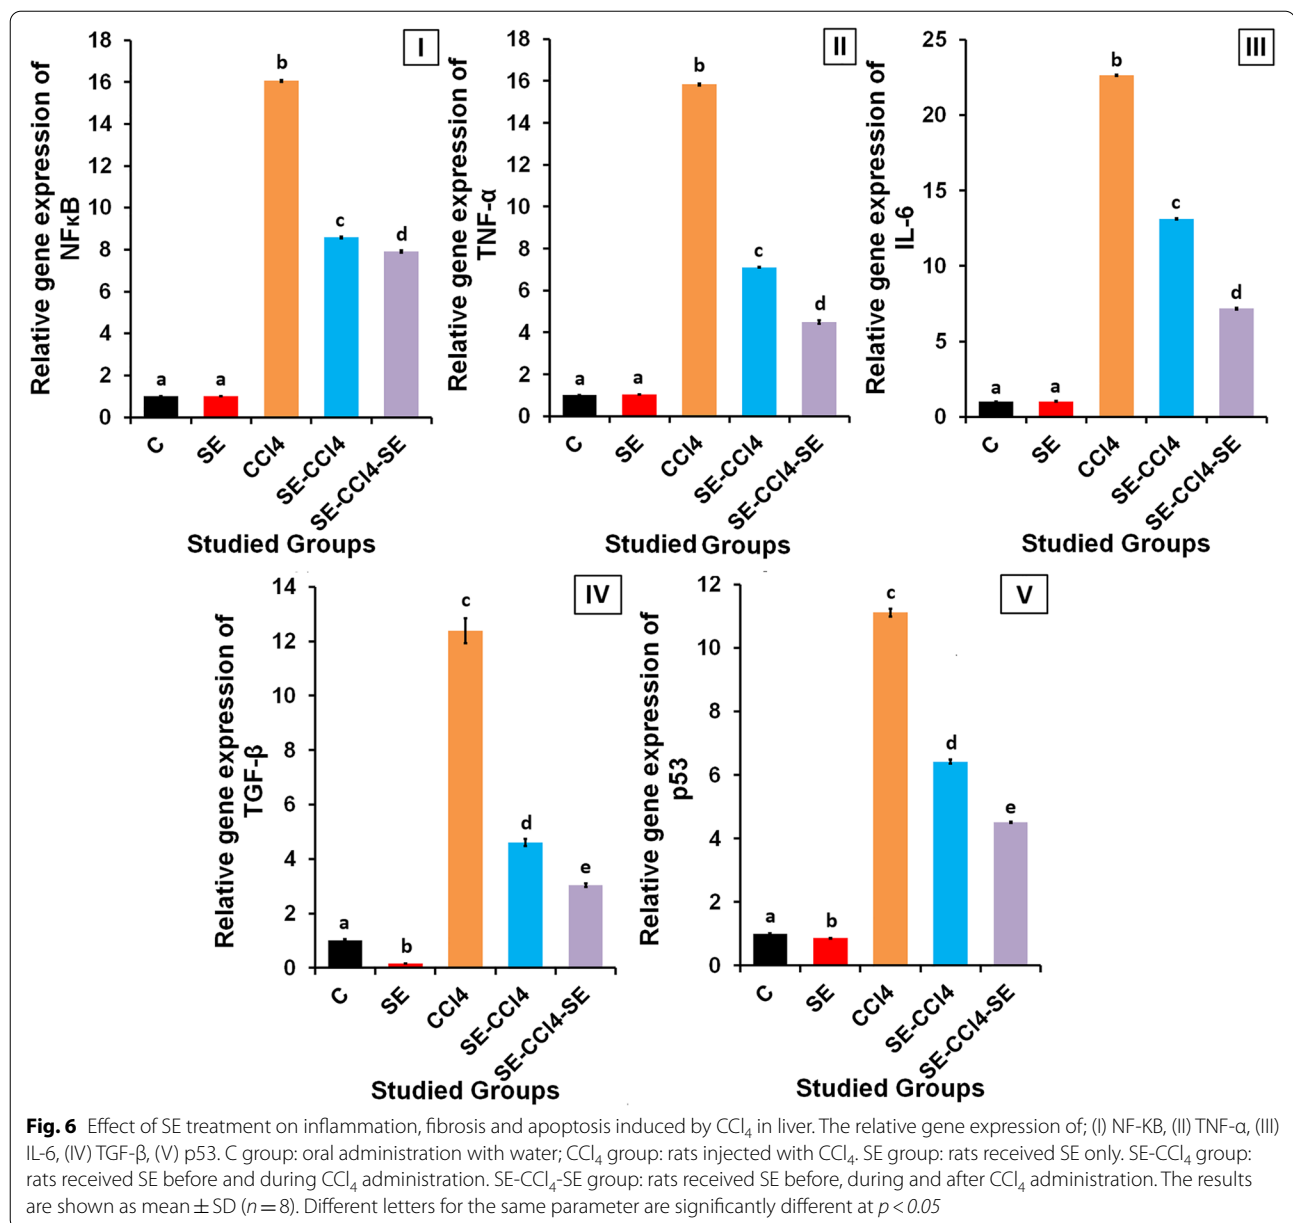 I
Relative gene expression of
NFκB
18
16
14
12
10
8
6
4
2
0
a
a
b
c
d
C
SE
CCl4
SE-CCl4
SE-CCl4-SE
Studied Groups
II
Relative gene expression of
TNF-α
18
16
14
12
10
8
6
4
2
0
a
a
b
c
d
C
SE
CCl4
SE-CCl4
SE-CCl4-SE
Studied Groups
III
Relative gene expression of
IL-6
25
22
17
12
7
2
0
a
a
b
c
d
C
SE
CCl4
SE-CCl4
SE-CCl4-SE
Studied Groups
IV
Relative gene expression of
TGF-β
14
12
10
8
6
4
2
0
a
b
c
d
e
C
SE
CCl4
SE-CCl4
SE-CCl4-SE
Studied Groups
V
Relative gene expression of
p53
12
10
8
6
4
2
0
a
b
c
d
e
C
SE
CCl4
SE-CCl4
SE-CCl4-SE
Studied Groups
Fig. 6 Effect of SE treatment on inflammation, fibrosis and apoptosis induced by CCl₄ in liver. The relative gene expression of; (I) NF-KB, (II) TNF-α, (III)
IL-6, (IV) TGF-β, (V) p53. C group: oral administration with water; CCl₄ group: rats injected with CCl₄. SE group: rats received SE only. SE-CCl₄ group:
rats received SE before and during CCl₄ administration. SE-CCl₄-SE group: rats received SE before, during and after CCl₄ administration. The results
are shown as mean ± SD (n = 8). Different letters for the same parameter are significantly different at p < 0.05